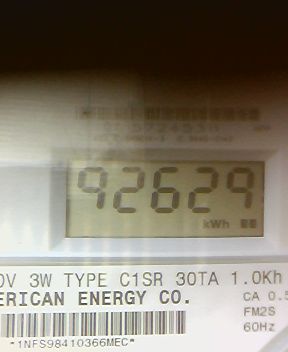 92629
kWh
0V 3W TYPE C1SR 30TA 1.0Kh
ERICAN ENERGY CO.
CA 0.5
FM2S
60Hz
*1NFS98410366MEC*